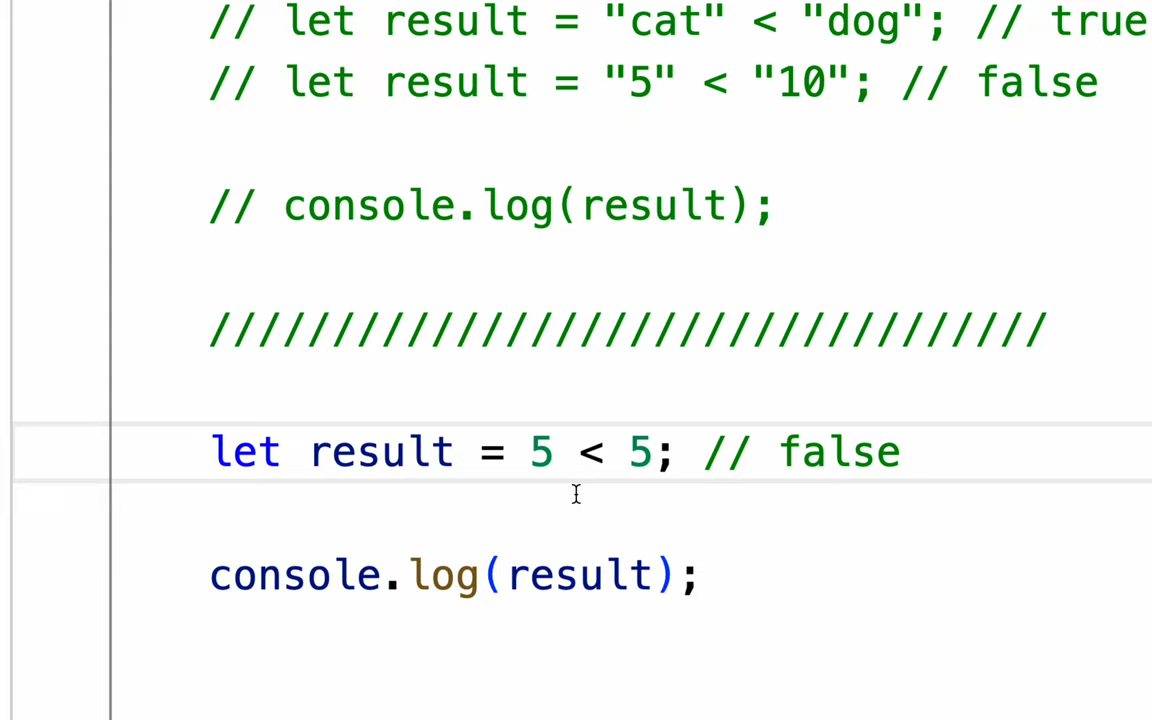 // let result = "cat" < "dog"; // true
// let result = "5" < "10"; // false
// console.log(result);
//////////////////////////////////
let result = 5 < 5; // false
console.log(result);